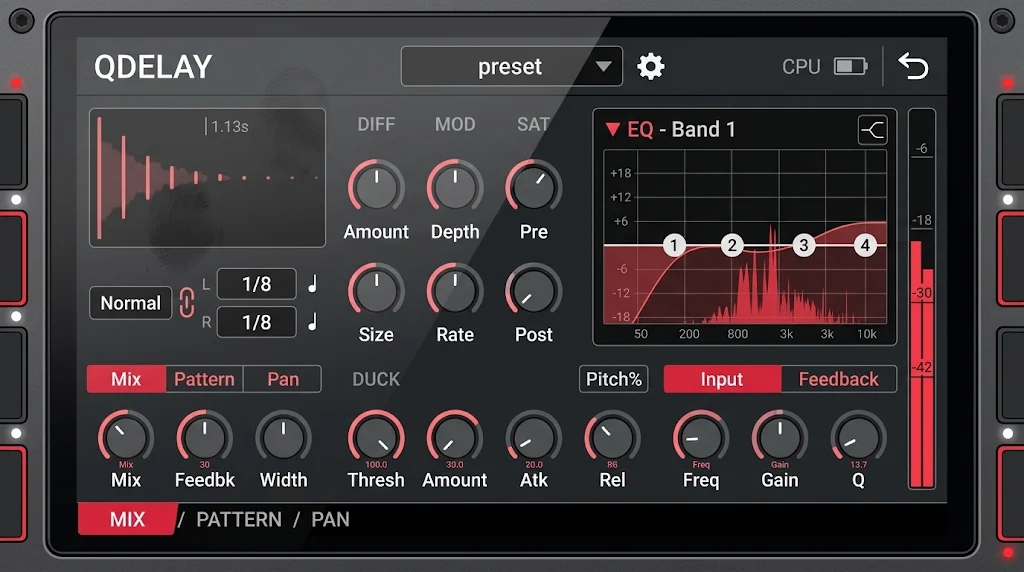 QDELAY
preset
CPU
1.13s
DIFF MOD SAT
Amount Depth Pre
Size Rate Post
Normal
L 1/8
R 1/8
EQ - Band 1
+18
+12
+6
-6
-12
-18
1 2 3 4
50 200 800 3k 3k 10k
-6
-18
-30
-42
Mix Pattern Pan
DUCK
Pitch%
Input Feedback
Mix 30 100.0 30.0 20.0 R6 Freq Gain 13.7
Mix Feedbk Width Thresh Amount Atk Rel Freq Gain Q
MIX / PATTERN / PAN